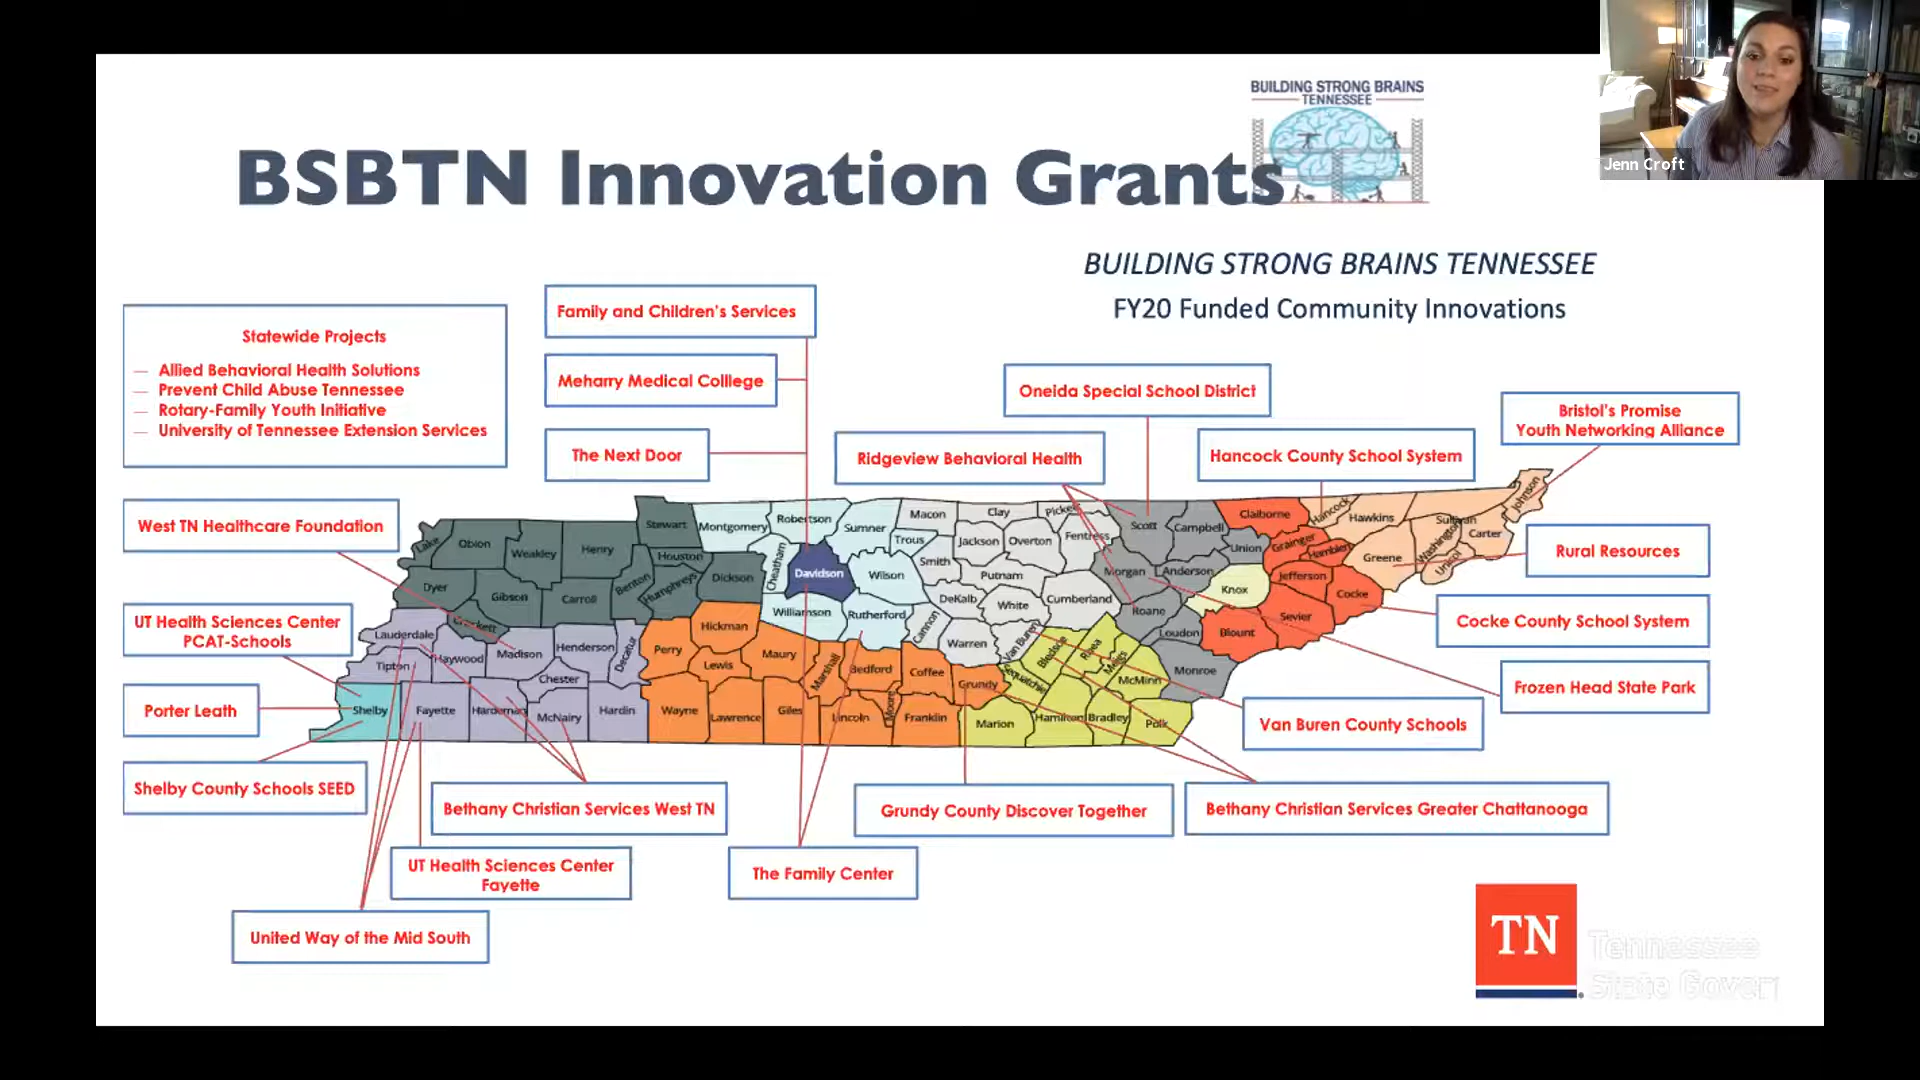 BUILDING STRONG BRAINS
TENNESSEE
BSBTN Innovation Grants
Jenn Croft
BUILDING STRONG BRAINS TENNESSEE
FY20 Funded Community Innovations
Statewide Projects
— Allied Behavioral Health Solutions
— Prevent Child Abuse Tennessee
— Rotary-Family Youth Initiative
— University of Tennessee Extension Services
Family and Children's Services
Meharry Medical Colllege
The Next Door
Oneida Special School District
Ridgeview Behavioral Health
Hancock County School System
Bristol's Promise
Youth Networking Alliance
West TN Healthcare Foundation
UT Health Sciences Center
PCAT-Schools
Porter Leath
Shelby County Schools SEED
Rural Resources
Cocke County School System
Frozen Head State Park
Van Buren County Schools
Bethany Christian Services West TN
Grundy County Discover Together
Bethany Christian Services Greater Chattanooga
UT Health Sciences Center
Fayette
The Family Center
United Way of the Mid South
Lake
Obion
Weakley
Henry
Stewart
Houston
Montgomery
Robertson
Sumner
Macon
Clay
Pickett
Scott
Campbell
Claiborne
Hancock
Hawkins
Sullivan
Johnson
Carter
Washington
Unicoi
Greene
Dyer
Gibson
Carroll
Benton
Humphreys
Dickson
Cheatham
Davidson
Wilson
Trous
Smith
Jackson
Overton
Fentress
Putnam
Morgan
Anderson
Union
Grainger
Hamblen
Jefferson
Cocke
Knox
Sevier
Blount
Lauderdale
Crockett
Tipton
Haywood
Madison
Henderson
Decatur
Chester
Perry
Hickman
Lewis
Maury
Williamson
Rutherford
Cannon
DeKalb
White
Cumberland
Warren
Van Buren
Bledsoe
Rhea
Meigs
Roane
Loudon
Monroe
McMinn
Shelby
Fayette
Hardeman
McNairy
Hardin
Wayne
Lawrence
Giles
Marshall
Bedford
Moore
Lincoln
Coffee
Franklin
Grundy
Sequatchie
Marion
Hamilton
Bradley
Polk
TN
Tennessee
State Gover